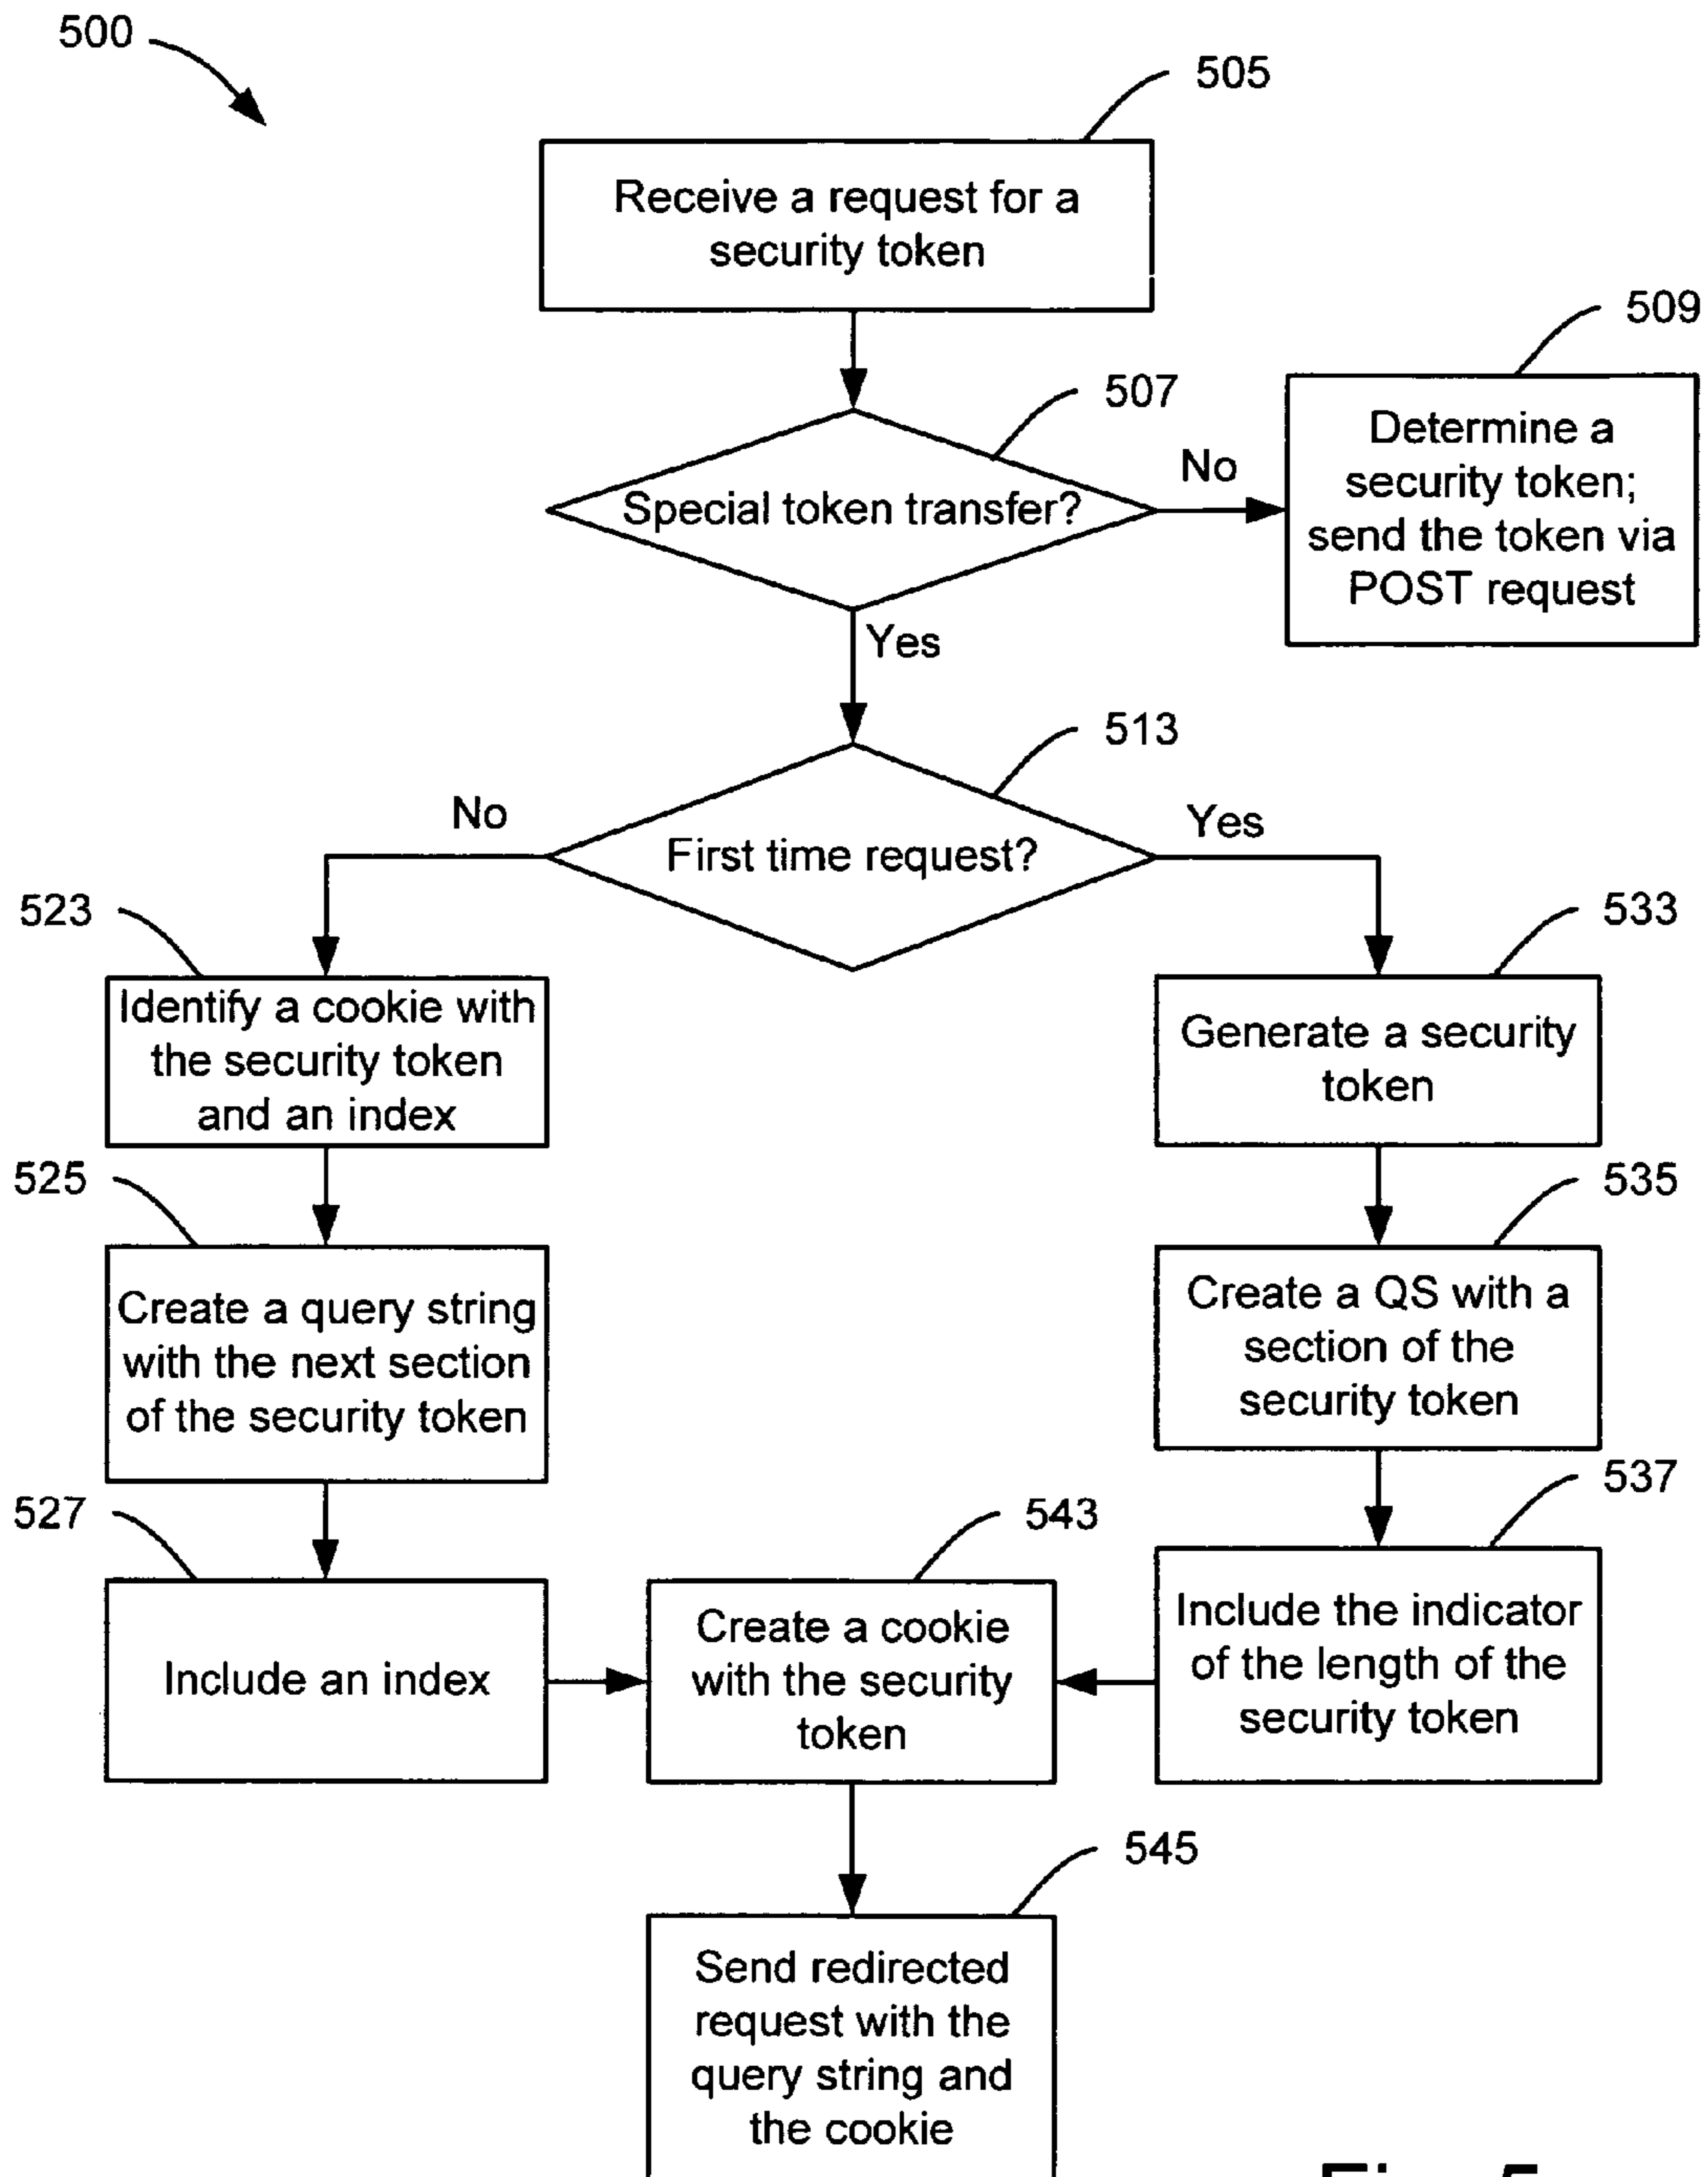 500
505
Receive a request for a
security token
509
507
Determine a
security token;
send the token via
POST request
No
Special token transfer?
Yes
513
No
Yes
First time request?
523
533
Identify a cookie with
the security token
and an index
Generate a security
token
525
535
Create a query string
with the next section
of the security token
Create a QS with a
section of the
security token
527
543
537
Include an index
Create a cookie
with the security
token
Include the indicator
of the length of the
security token
545
Send redirected
request with the
query string and
the cookie